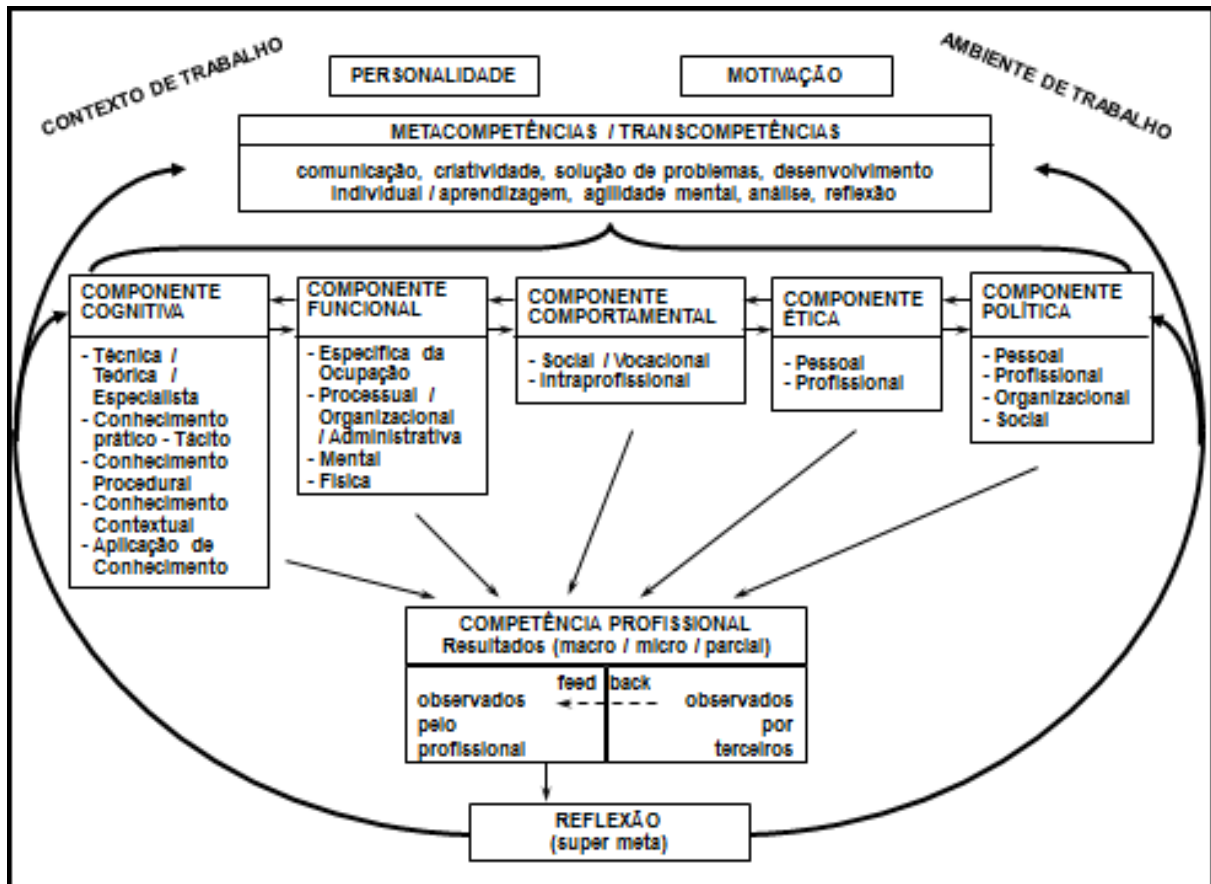 CONTEXTO DE TRABALHO
PERSONALIDADE
MOTIVAÇÃO
AMBIENTE DE TRABALHO
METACOMPETÊNCIAS / TRANSCOMPETÊNCIAS
comunicação, criatividade, solução de problemas, desenvolvimento
individual / aprendizagem, agilidade mental, análise, reflexão
COMPONENTE
COGNITIVA
- Técnica /
Teórica /
Especialista
- Conhecimento
prático - Tácito
- Conhecimento
Procedural
- Conhecimento
Contextual
- Aplicação de
Conhecimento
COMPONENTE
FUNCIONAL
- Específica da
Ocupação
- Processual /
Organizacional
/ Administrativa
- Mental
- Física
COMPONENTE
COMPORTAMENTAL
- Social / Vocacional
- Intraprofissional
COMPONENTE
ÉTICA
- Pessoal
- Profissional
COMPONENTE
POLÍTICA
- Pessoal
- Profissional
- Organizacional
- Social
COMPETÊNCIA PROFISSIONAL
Resultados (macro / micro / parcial)
feed back
observados
pelo
profissional
observados
por
terceiros
REFLEXÃO
(super meta)